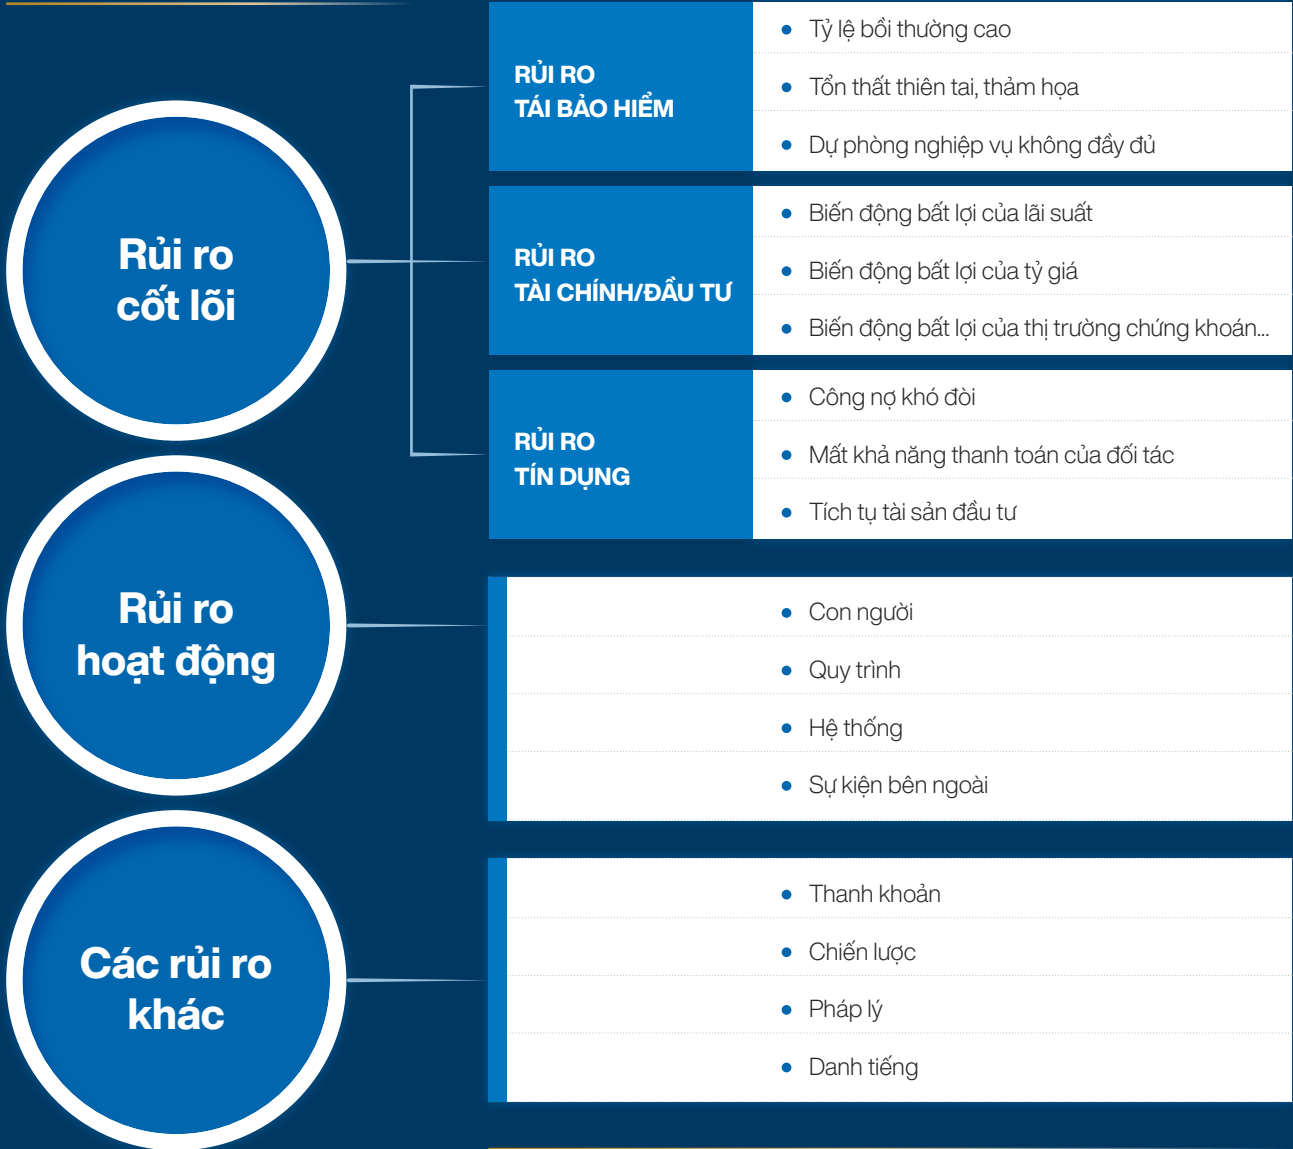 Rủi ro
cốt lõi
RỦI RO
TÁI BẢO HIỂM
Tỷ lệ bồi thường cao
Tổn thất thiên tai, thảm họa
Dự phòng nghiệp vụ không đầy đủ
RỦI RO
TÀI CHÍNH/ĐẦU TƯ
Biến động bất lợi của lãi suất
Biến động bất lợi của tỷ giá
Biến động bất lợi của thị trường chứng khoán...
RỦI RO
TÍN DỤNG
Công nợ khó đòi
Mất khả năng thanh toán của đối tác
Tích tụ tài sản đầu tư
Rủi ro
hoạt động
Con người
Quy trình
Hệ thống
Sự kiện bên ngoài
Các rủi ro
khác
Thanh khoản
Chiến lược
Pháp lý
Danh tiếng